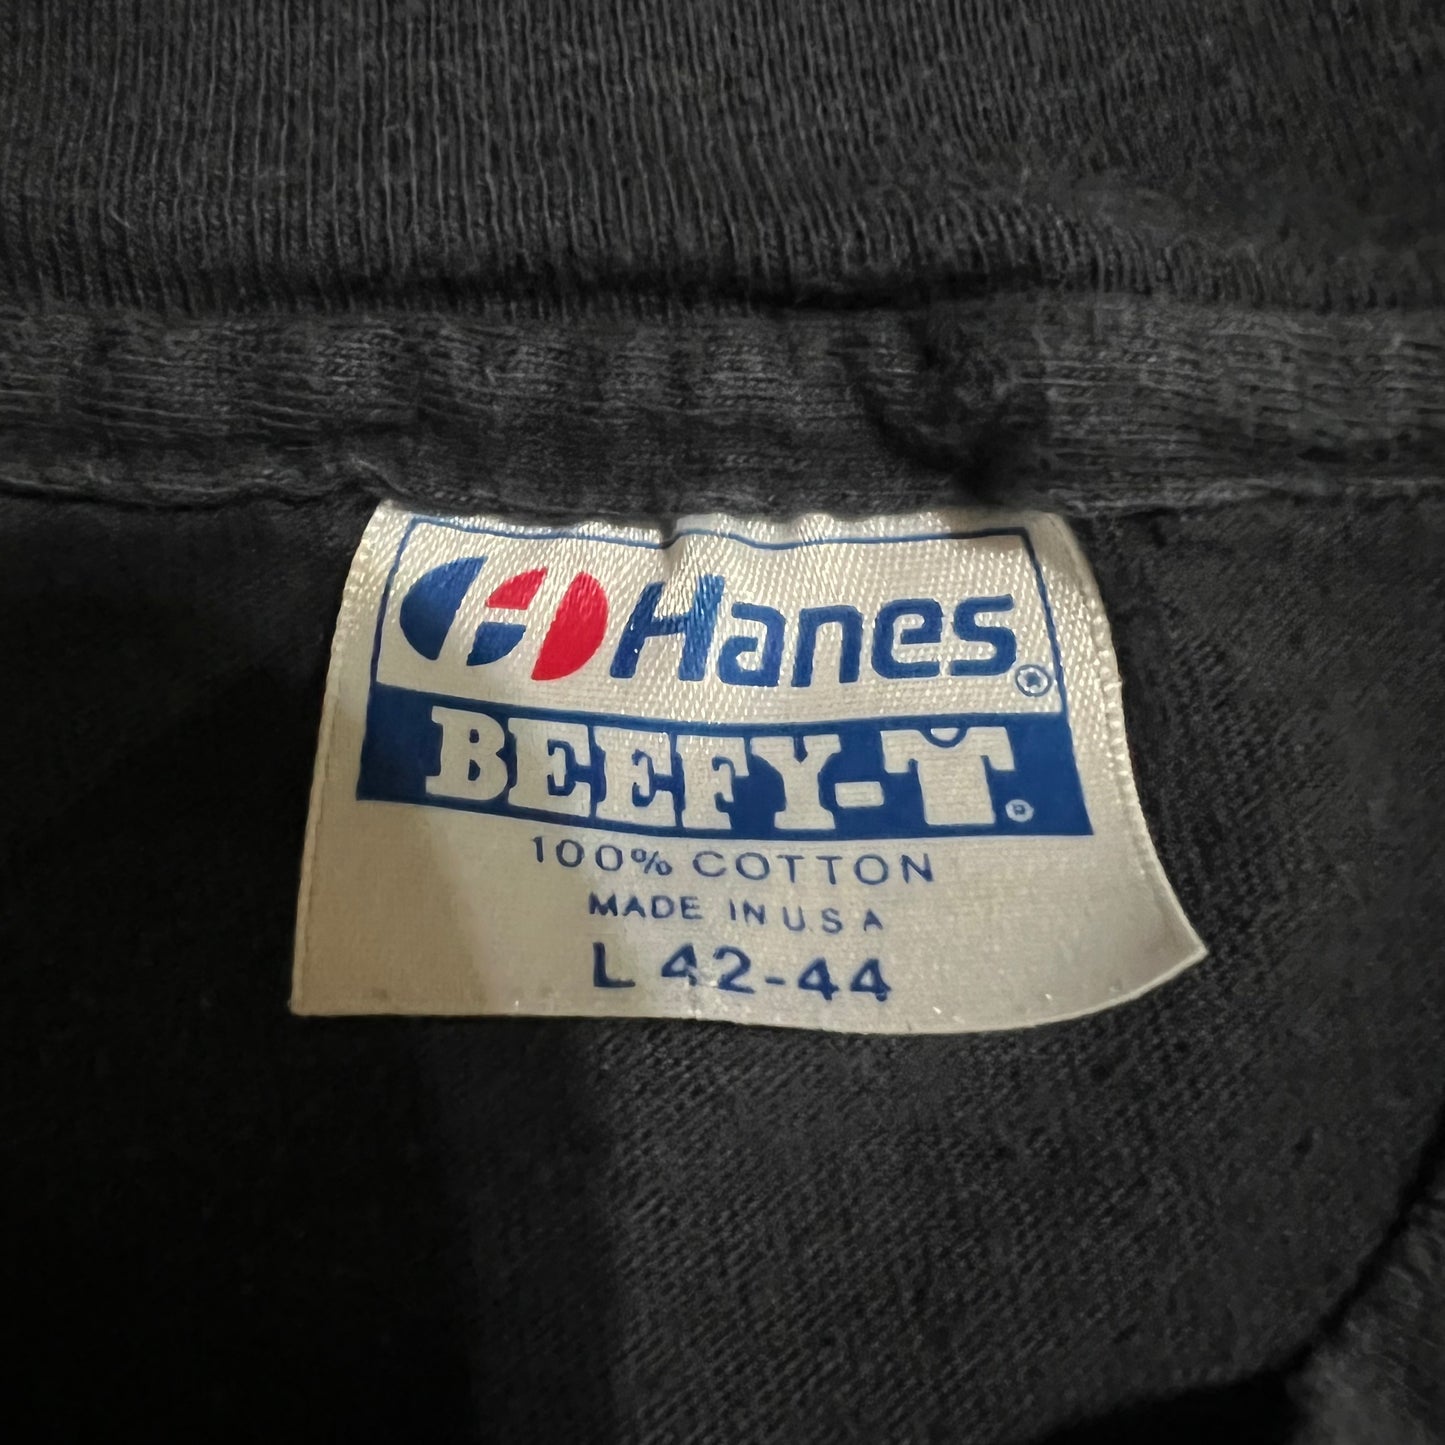 Hanes®
BEEFY-T®
100% COTTON
MADE IN U.S.A
L 42-44